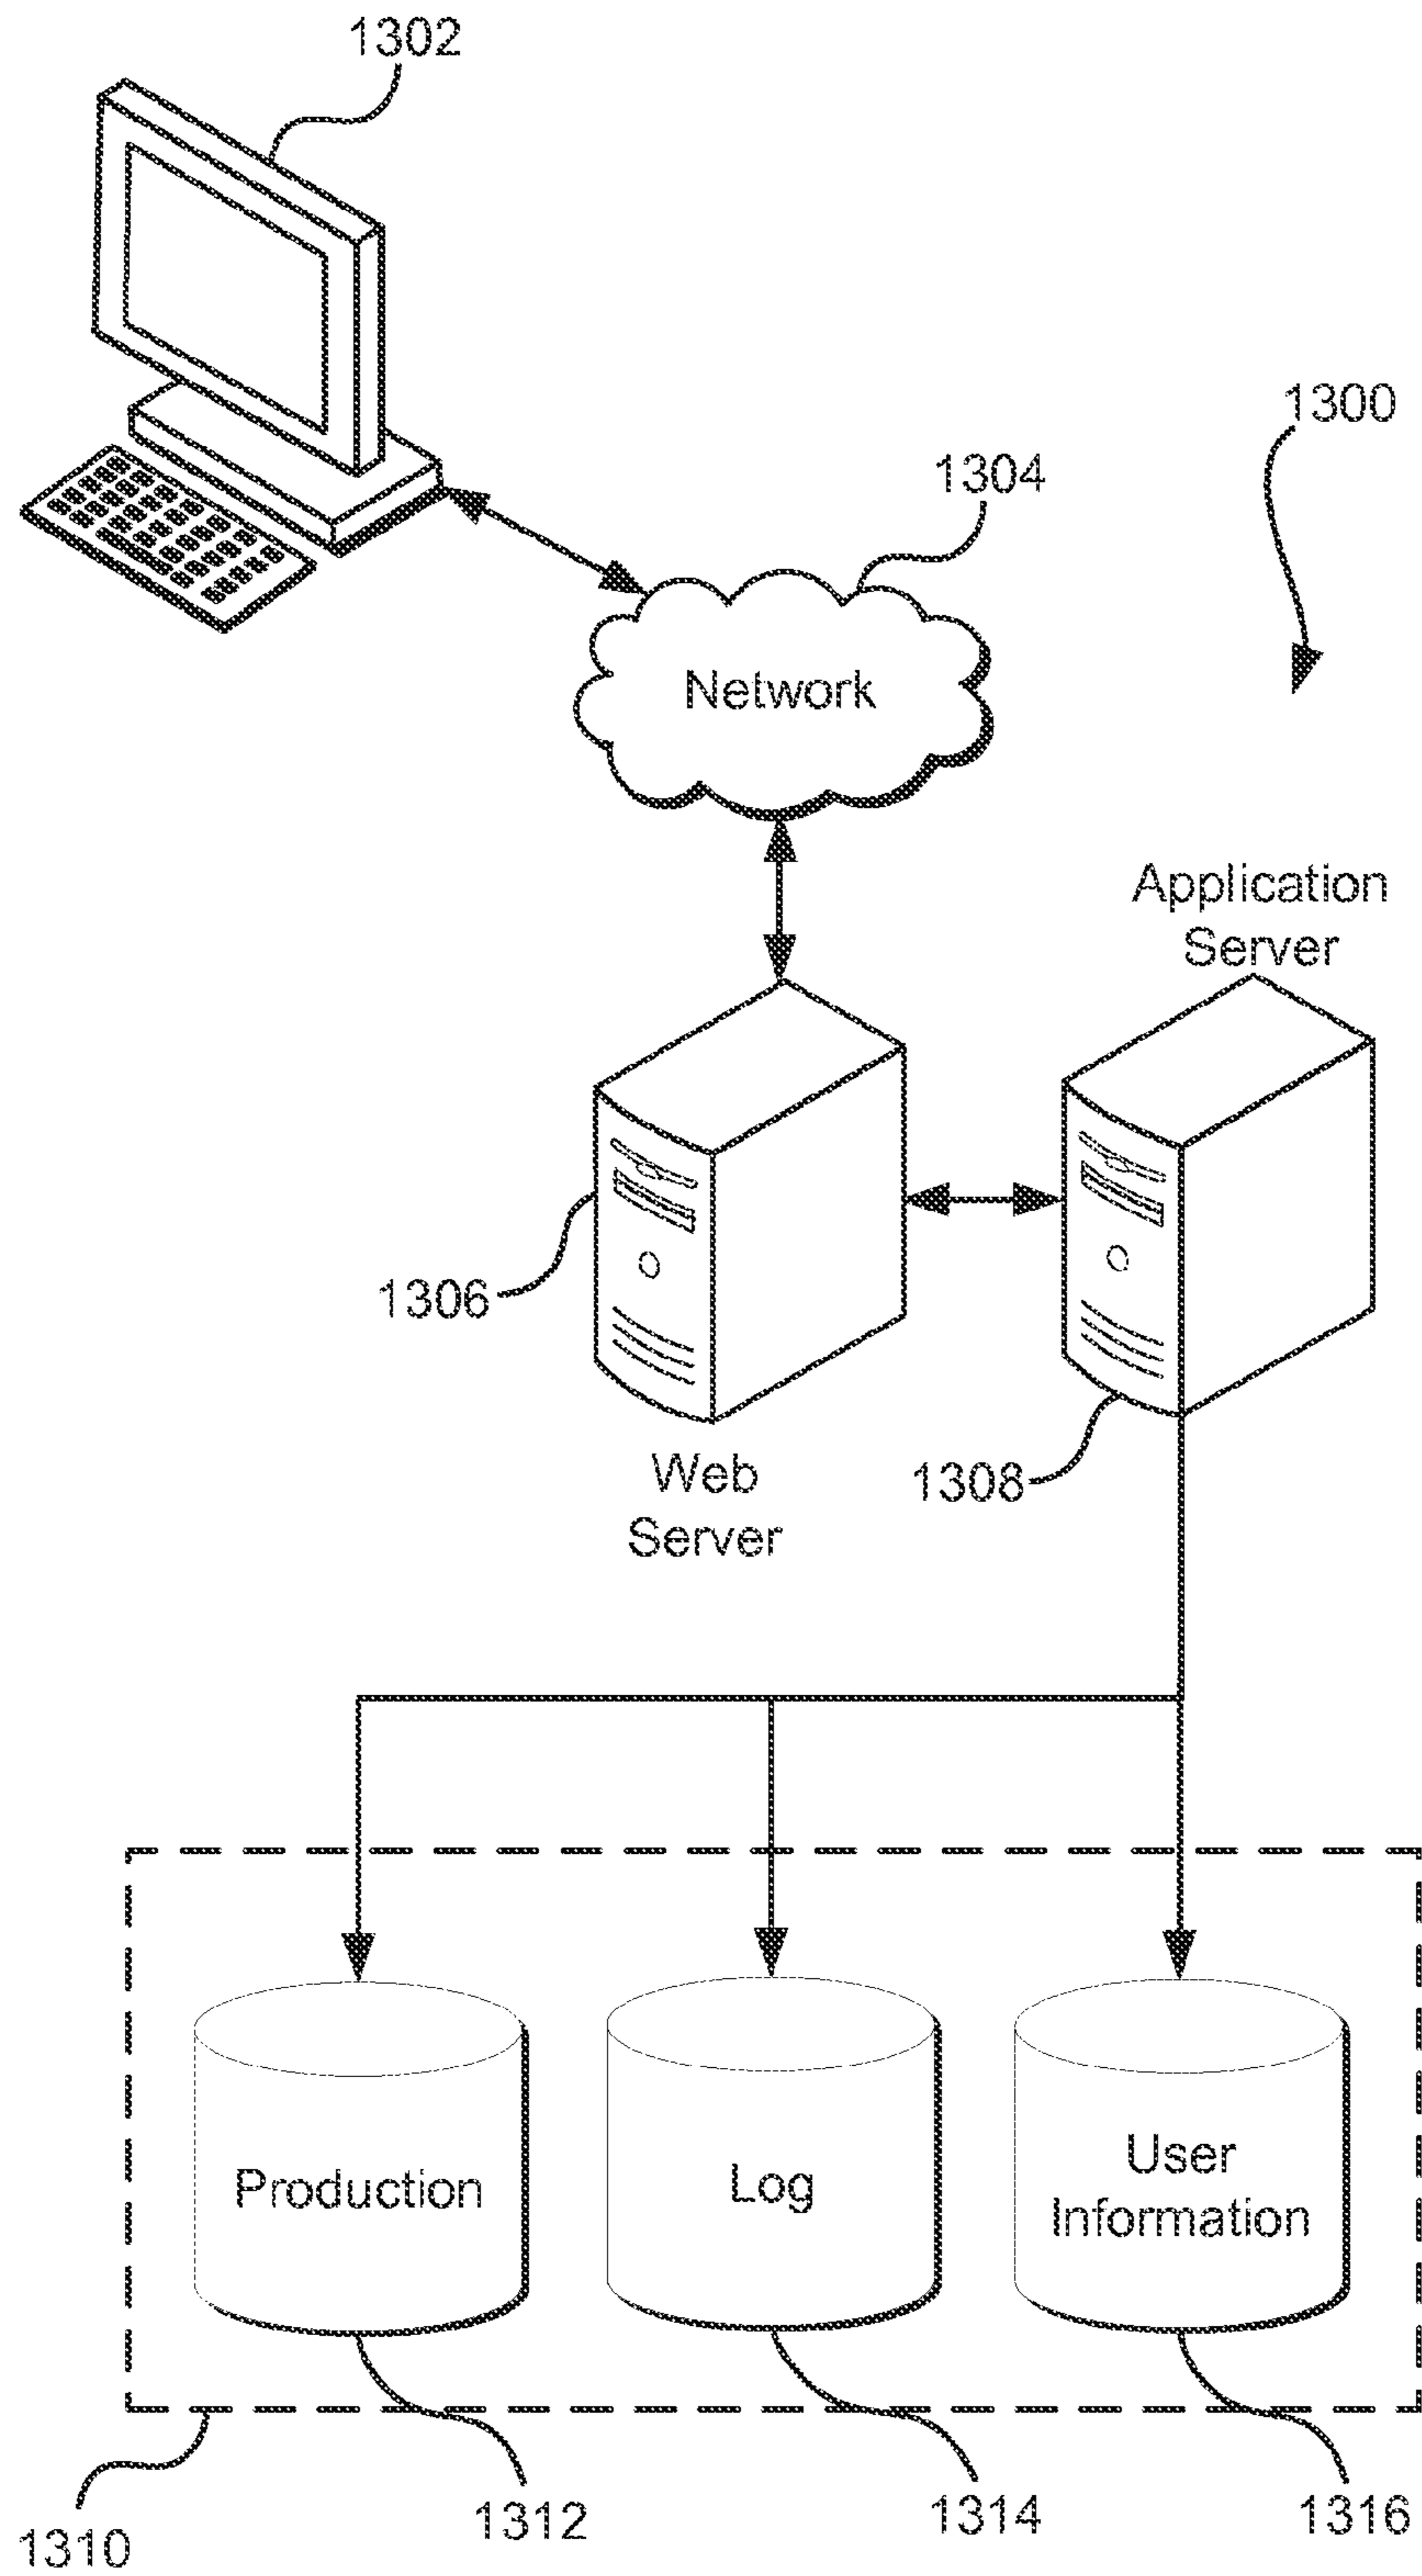 1302
1300
1304
Network
Application
Server
1306
Web
Server
1308
Production
Log
User
Information
1310
1312
1314
1316